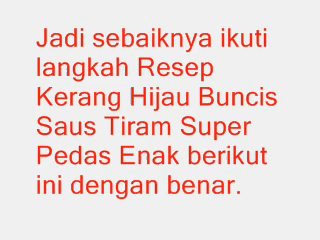 Jadi sebaiknya ikuti
langkah Resep
Kerang Hijau Buncis
Saus Tiram Super
Pedas Enak berikut
ini dengan benar.